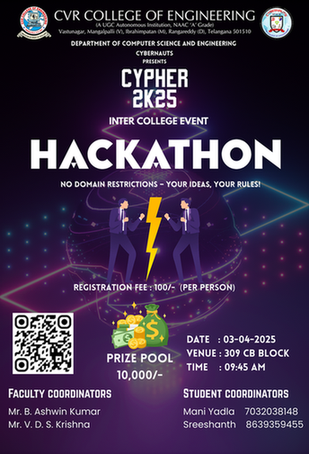 CVR COLLEGE OF ENGINEERING
(A UGC Autonomous Institution, NAAC 'A' Grade)
Vastunagar, Mangalpalli (V), Ibrahimpatan (M), Rangareddy (D), Telangana 501510
DEPARTMENT OF COMPUTER SCIENCE AND ENGINEERING
CYBERNAUTS
PRESENTS
CYPHER
2K25
INTER COLLEGE EVENT
HACKATHON
NO DOMAIN RESTRICTIONS – YOUR IDEAS, YOUR RULES!
REGISTRATION FEE : 100/- (PER PERSON)
PRIZE POOL
10,000/-
DATE : 03-04-2025
VENUE : 309 CB BLOCK
TIME : 09:45 AM
FACULTY COORDINATORS
Mr. B. Ashwin Kumar
Mr. V. D. S. Krishna
STUDENT COORDINATORS
Mani Yadla 7032038148
Sreeshanth 8639359455